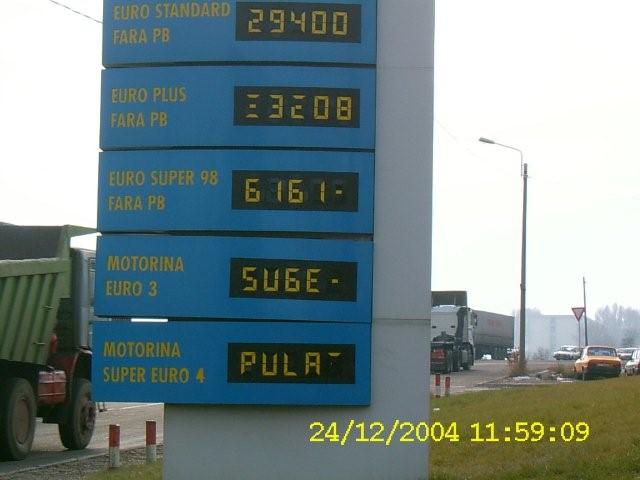 EURO STANDARD
FARA PB
29400
EURO PLUS
FARA PB
3208
EURO SUPER 98
FARA PB
6161-
MOTORINA
EURO 3
SUGE-
MOTORINA
SUPER EURO 4
PULA
24/12/2004 11:59:09